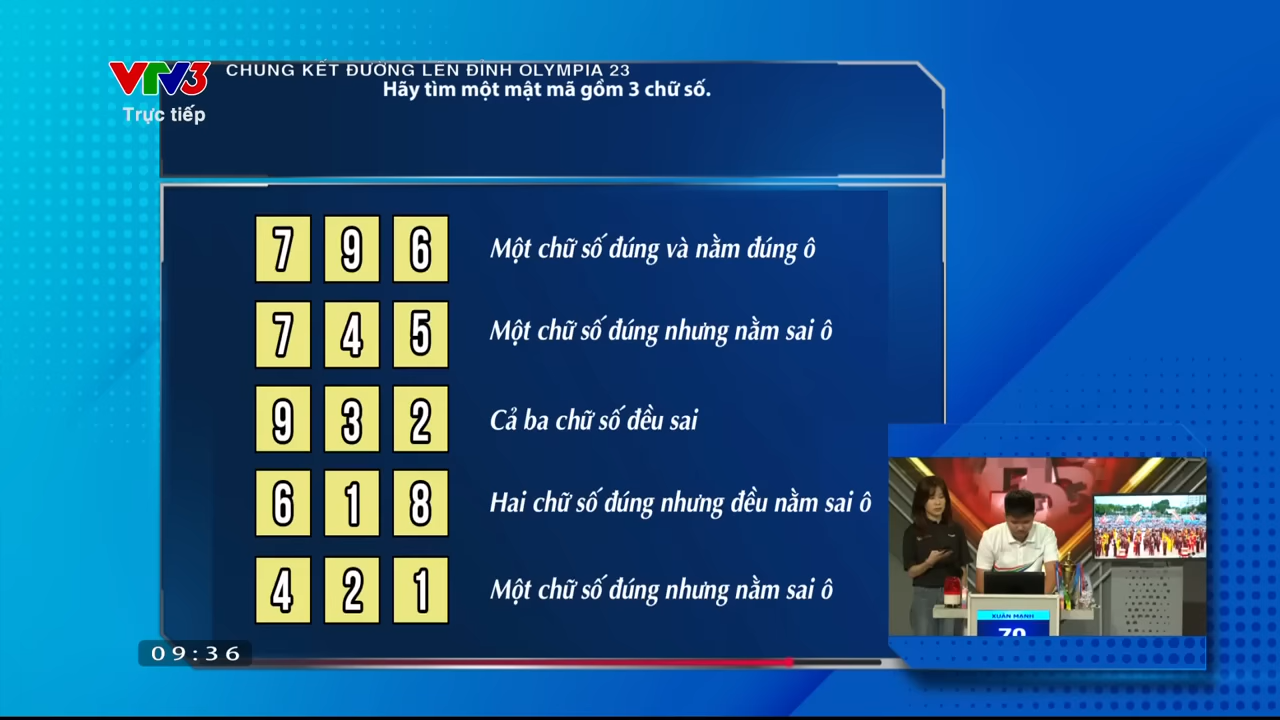 VTV3
CHUNG KẾT ĐƯỜNG LÊN ĐỈNH OLYMPIA 23
Trực tiếp
Hãy tìm một mật mã gồm 3 chữ số.
7 9 6 Một chữ số đúng và nằm đúng ô
7 4 5 Một chữ số đúng nhưng nằm sai ô
9 3 2 Cả ba chữ số đều sai
6 1 8 Hai chữ số đúng nhưng đều nằm sai ô
4 2 1 Một chữ số đúng nhưng nằm sai ô
XUÂN MẠNH
70
09:36